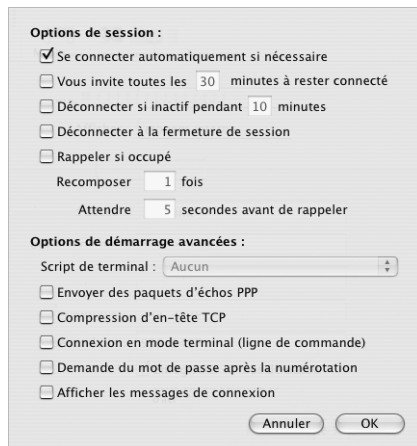 Options de session :
Se connecter automatiquement si nécessaire
Vous invite toutes les 30 minutes à rester connecté
Déconnecter si inactif pendant 10 minutes
Déconnecter à la fermeture de session
Rappeler si occupé
Recomposer 1 fois
Attendre 5 secondes avant de rappeler
Options de démarrage avancées :
Script de terminal : Aucun
Envoyer des paquets d'échos PPP
Compression d'en-tête TCP
Connexion en mode terminal (ligne de commande)
Demande du mot de passe après la numérotation
Afficher les messages de connexion
Annuler OK